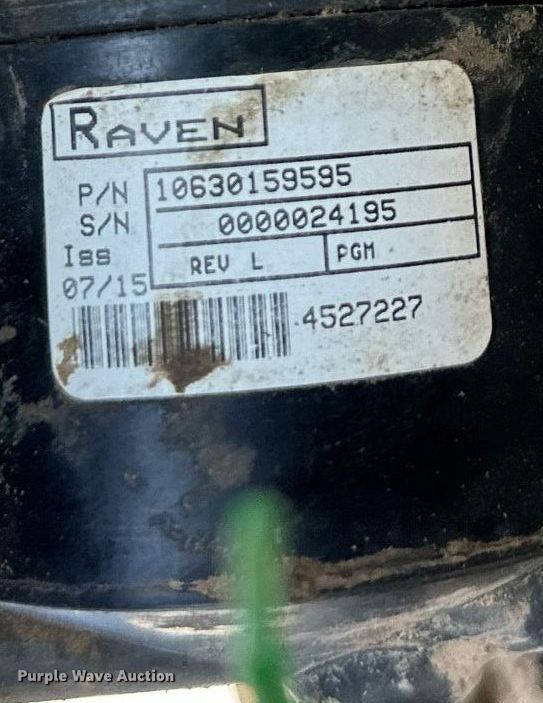 RAVEN
P/N 10630159595
S/N 0000024195
Iss REV L PGM
07/15
4527227
Purple Wave Auction